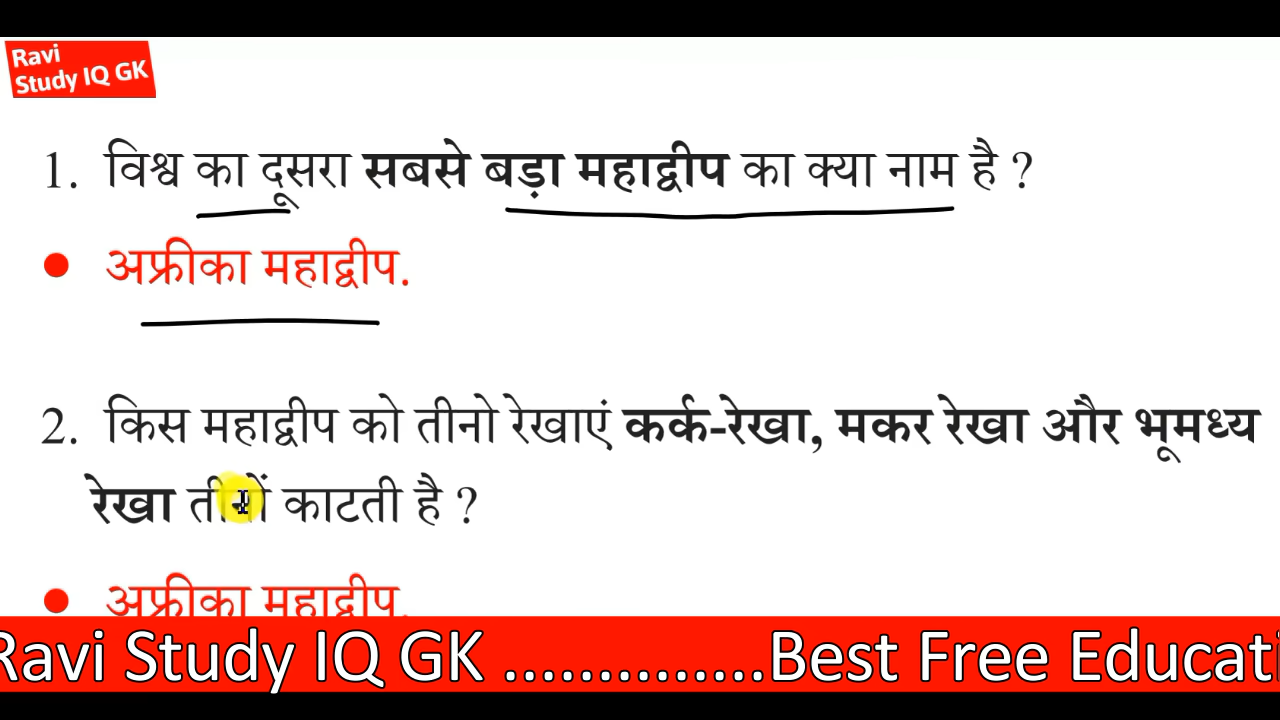 Ravi
Study IQ GK
1. विश्व का दूसरा सबसे बड़ा महाद्वीप का क्या नाम है ?
● अफ्रीका महाद्वीप.
2. किस महाद्वीप को तीनो रेखाएं कर्क-रेखा, मकर रेखा और भूमध्य
रेखा तीनों काटती है ?
● अफ्रीका महाद्वीप.
Ravi Study IQ GK ..............Best Free Educati